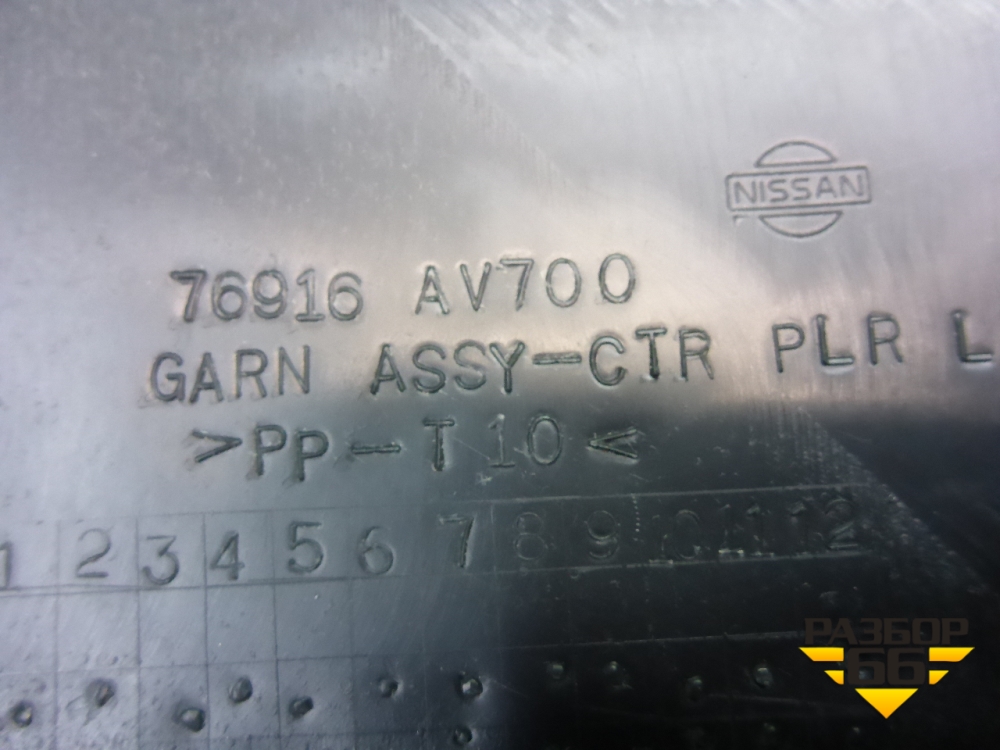 NISSAN
76916 AV700
GARN ASSY-CTR PLR L
>PP-T10<
1 2 3 4 5 6 7 8 9 10 11 12
РАЗБОР
66